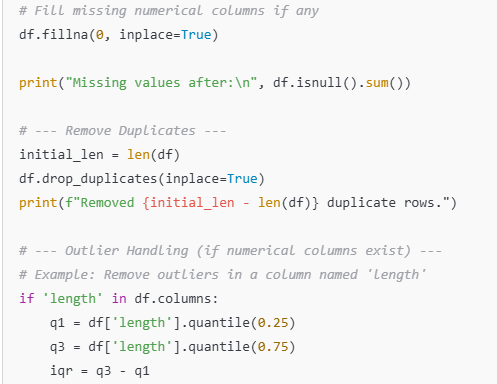 # Fill missing numerical columns if any
df.fillna(0, inplace=True)
print("Missing values after:\n", df.isnull().sum())
# --- Remove Duplicates ---
initial_len = len(df)
df.drop_duplicates(inplace=True)
print(f"Removed {initial_len - len(df)} duplicate rows.")
# --- Outlier Handling (if numerical columns exist) ---
# Example: Remove outliers in a column named 'length'
if 'length' in df.columns:
    q1 = df['length'].quantile(0.25)
    q3 = df['length'].quantile(0.75)
    iqr = q3 - q1